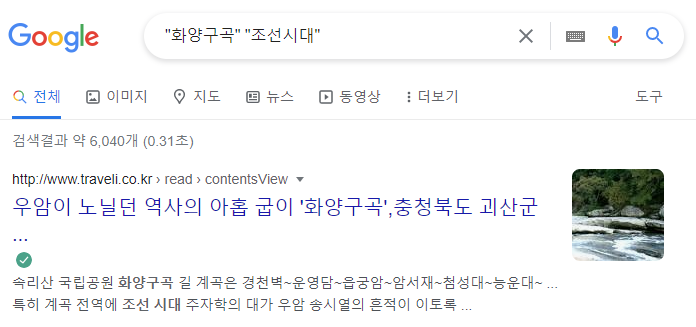 Google
"화양구곡" "조선시대"
전체 이미지 지도 뉴스 동영상 더보기 도구
검색결과 약 6,040개 (0.31초)
http://www.traveli.co.kr › read › contentsView
우암이 노닐던 역사의 아홉 굽이 '화양구곡',충청북도 괴산군
...
속리산 국립공원 화양구곡 길 계곡은 경천벽~운영담~읍궁암~암서재~첨성대~능운대~ ...
특히 계곡 전역에 조선 시대 주자학의 대가 우암 송시열의 흔적이 이토록 ...